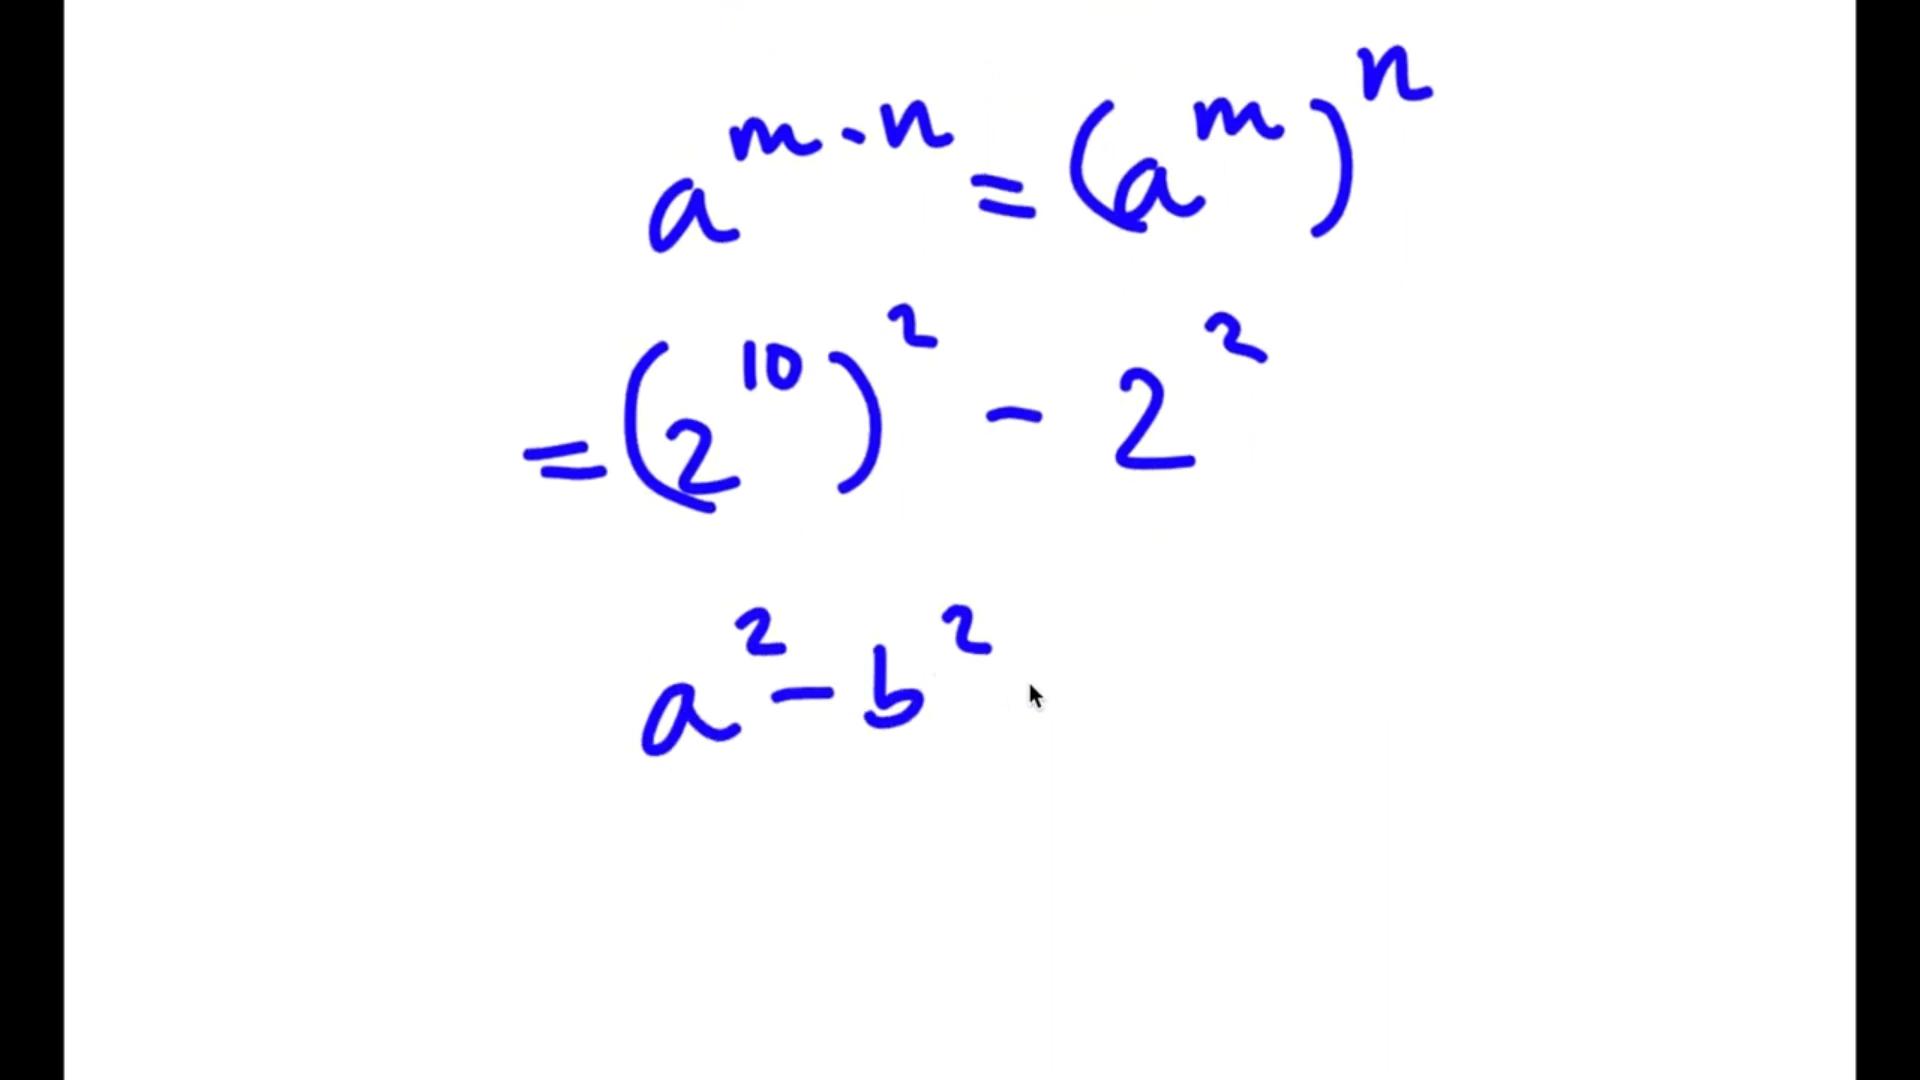 a^{m·n} = (a^m)^n
= (2^{10})^2 - 2^2
a^2 - b^2